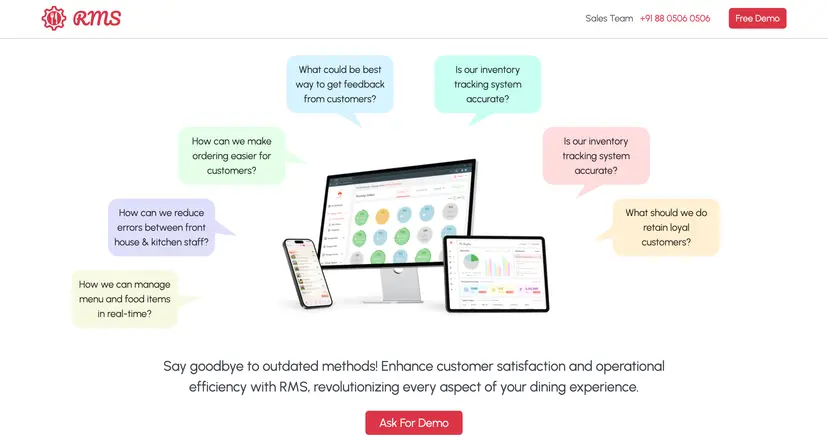 RMS
Sales Team +91 88 0506 0506
Free Demo
What could be best
way to get feedback
from customers?
Is our inventory
tracking system
accurate?
How can we make
ordering easier for
customers?
Is our inventory
tracking system
accurate?
How can we reduce
errors between front
house & kitchen staff?
What should we do
retain loyal
customers?
How we can manage
menu and food items
in real-time?
Say goodbye to outdated methods! Enhance customer satisfaction and operational
efficiency with RMS, revolutionizing every aspect of your dining experience.
Ask For Demo